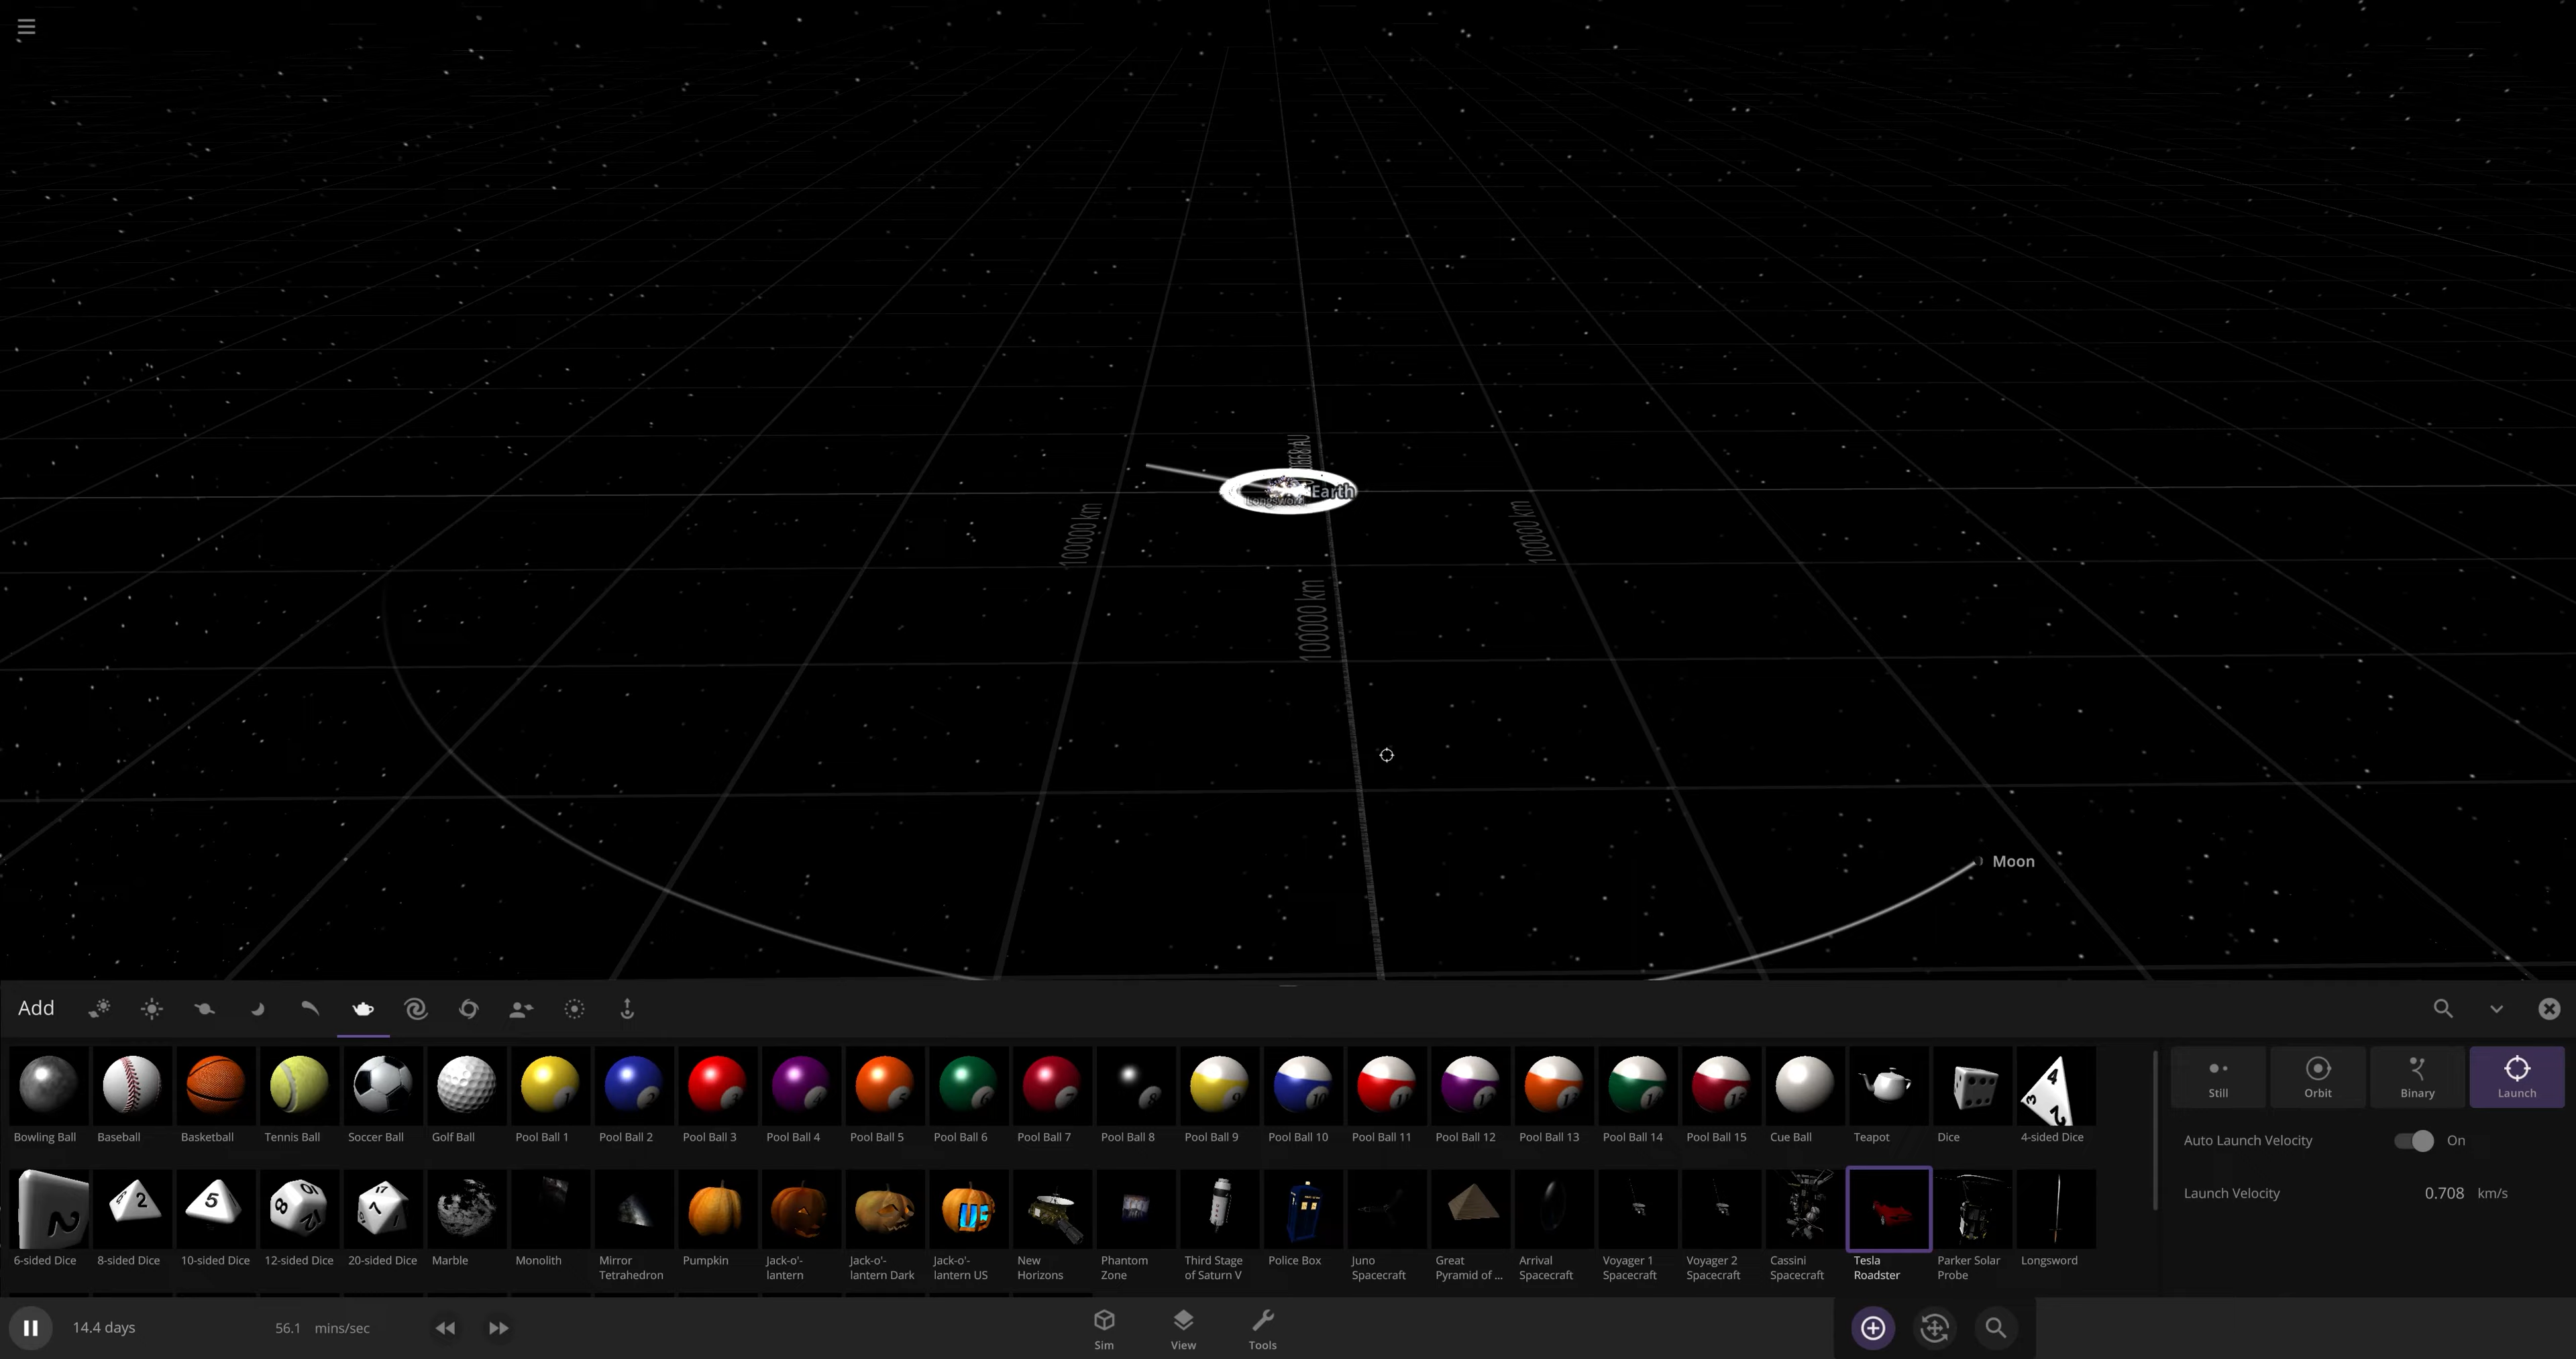 Earth
Longsword
100000 km
100000 km
100000 km
Moon
Add
Bowling Ball
Baseball
Basketball
Tennis Ball
Soccer Ball
Golf Ball
Pool Ball 1
Pool Ball 2
Pool Ball 3
Pool Ball 4
Pool Ball 5
Pool Ball 6
Pool Ball 7
Pool Ball 8
Pool Ball 9
Pool Ball 10
Pool Ball 11
Pool Ball 12
Pool Ball 13
Pool Ball 14
Pool Ball 15
Cue Ball
Teapot
Dice
4-sided Dice
6-sided Dice
8-sided Dice
10-sided Dice
12-sided Dice
20-sided Dice
Marble
Monolith
Mirror
Tetrahedron
Pumpkin
Jack-o'-
lantern
Jack-o'-
lantern Dark
Jack-o'-
lantern US
New
Horizons
Phantom
Zone
Third Stage
of Saturn V
Police Box
Juno
Spacecraft
Great
Pyramid of ...
Arrival
Spacecraft
Voyager 1
Spacecraft
Voyager 2
Spacecraft
Cassini
Spacecraft
Tesla
Roadster
Parker Solar
Probe
Longsword
Still
Orbit
Binary
Launch
Auto Launch Velocity
On
Launch Velocity
0.708 km/s
14.4 days
56.1 mins/sec
Sim
View
Tools